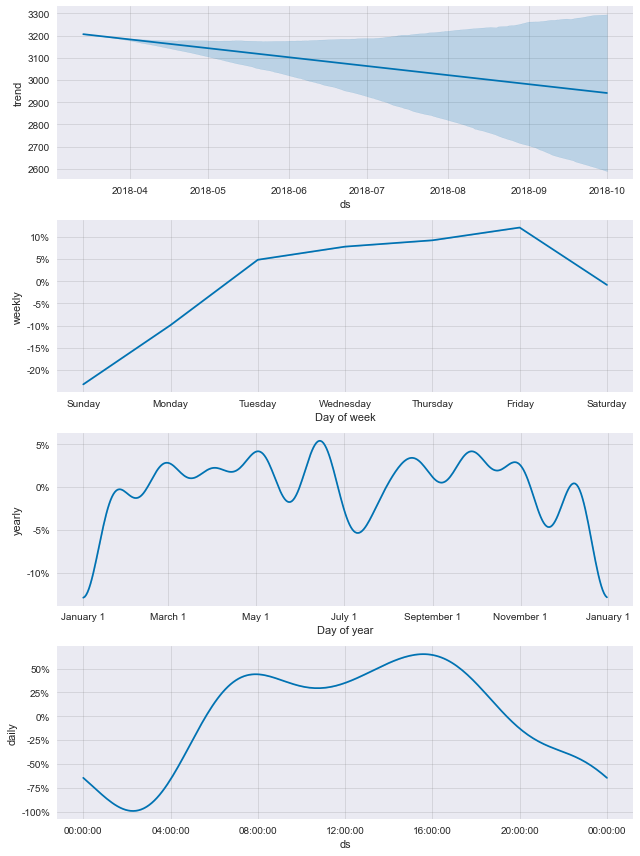 3300
3200
3100
3000
2900
2800
2700
2600
trend
2018-04 2018-05 2018-06 2018-07 2018-08 2018-09 2018-10
ds
10%
5%
0%
-5%
-10%
-15%
-20%
weekly
Sunday Monday Tuesday Wednesday Thursday Friday Saturday
Day of week
5%
0%
-5%
-10%
yearly
January 1 March 1 May 1 July 1 September 1 November 1 January 1
Day of year
50%
25%
0%
-25%
-50%
-75%
-100%
daily
00:00:00 04:00:00 08:00:00 12:00:00 16:00:00 20:00:00 00:00:00
ds